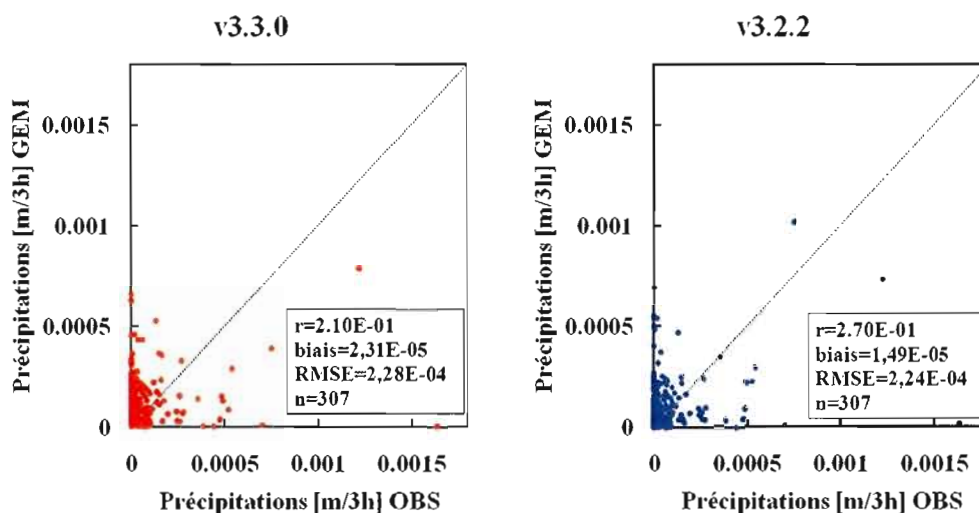 v3.3.0
Précipitations [m/3h] GEM
0.0015
0.001
0.0005
0
r=2.10E-01
biais=2,31E-05
RMSE=2,28E-04
n=307
0 0.0005 0.001 0.0015
Précipitations [m/3h] OBS
v3.2.2
Précipitations [m/3h] GEM
0.0015
0.001
0.0005
0
r=2.70E-01
biais=1,49E-05
RMSE=2,24E-04
n=307
0 0.0005 0.001 0.0015
Précipitations [m/3h] OBS